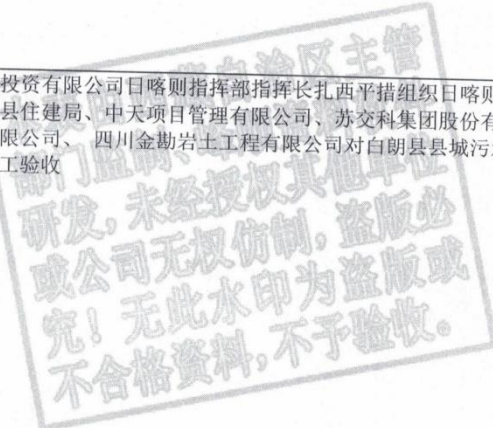 投资有限公司日喀则指挥部指挥长扎西平措组织日喀则
县住建局、中天项目管理有限公司、苏交科集团股份有
限公司、 四川金勘岩土工程有限公司对白朗县县城污
工验收
自治区主管
部门监制
研发，未经授权其他单位
或公司无权仿制，盗版必
究！无此水印为盗版或
不合格资料，不予验收。